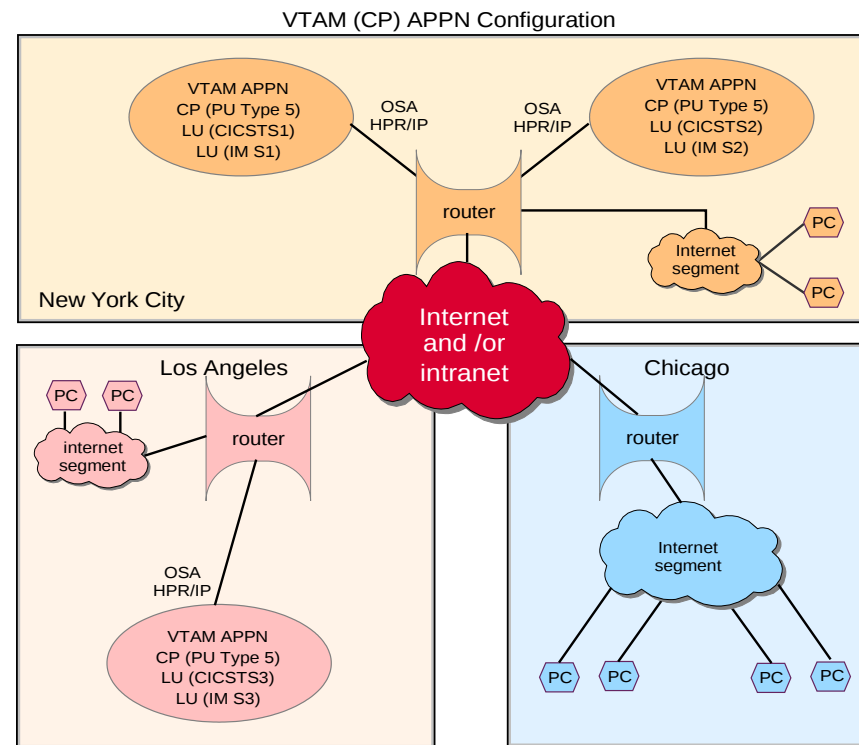 VTAM (CP) APPN Configuration
VTAM APPN
CP (PU Type 5)
LU (CICSTS1)
LU (IM S1)
OSA
HPR/IP
OSA
HPR/IP
VTAM APPN
CP (PU Type 5)
LU (CICSTS2)
LU (IM S2)
router
PC
Internet
segment
PC
New York City
Internet
and /or
intranet
Los Angeles
PC
PC
router
internet
segment
OSA
HPR/IP
VTAM APPN
CP (PU Type 5)
LU (CICSTS3)
LU (IM S3)
Chicago
router
Internet
segment
PC
PC
PC
PC